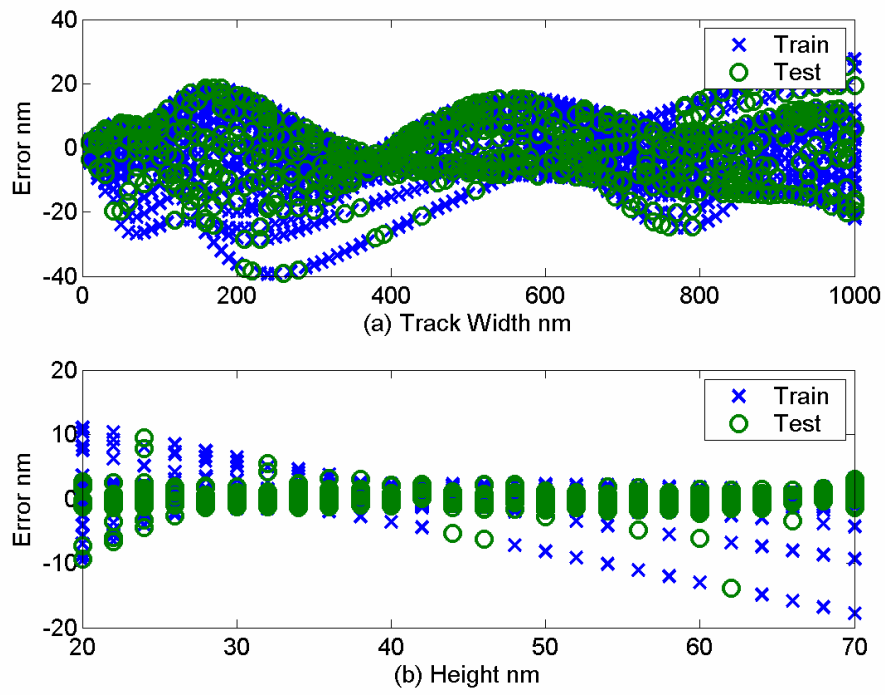 40
20
0
-20
-40
Error nm
Train
Test
0 200 400 600 800 1000
(a) Track Width nm
20
10
0
-10
-20
Error nm
Train
Test
20 30 40 50 60 70
(b) Height nm